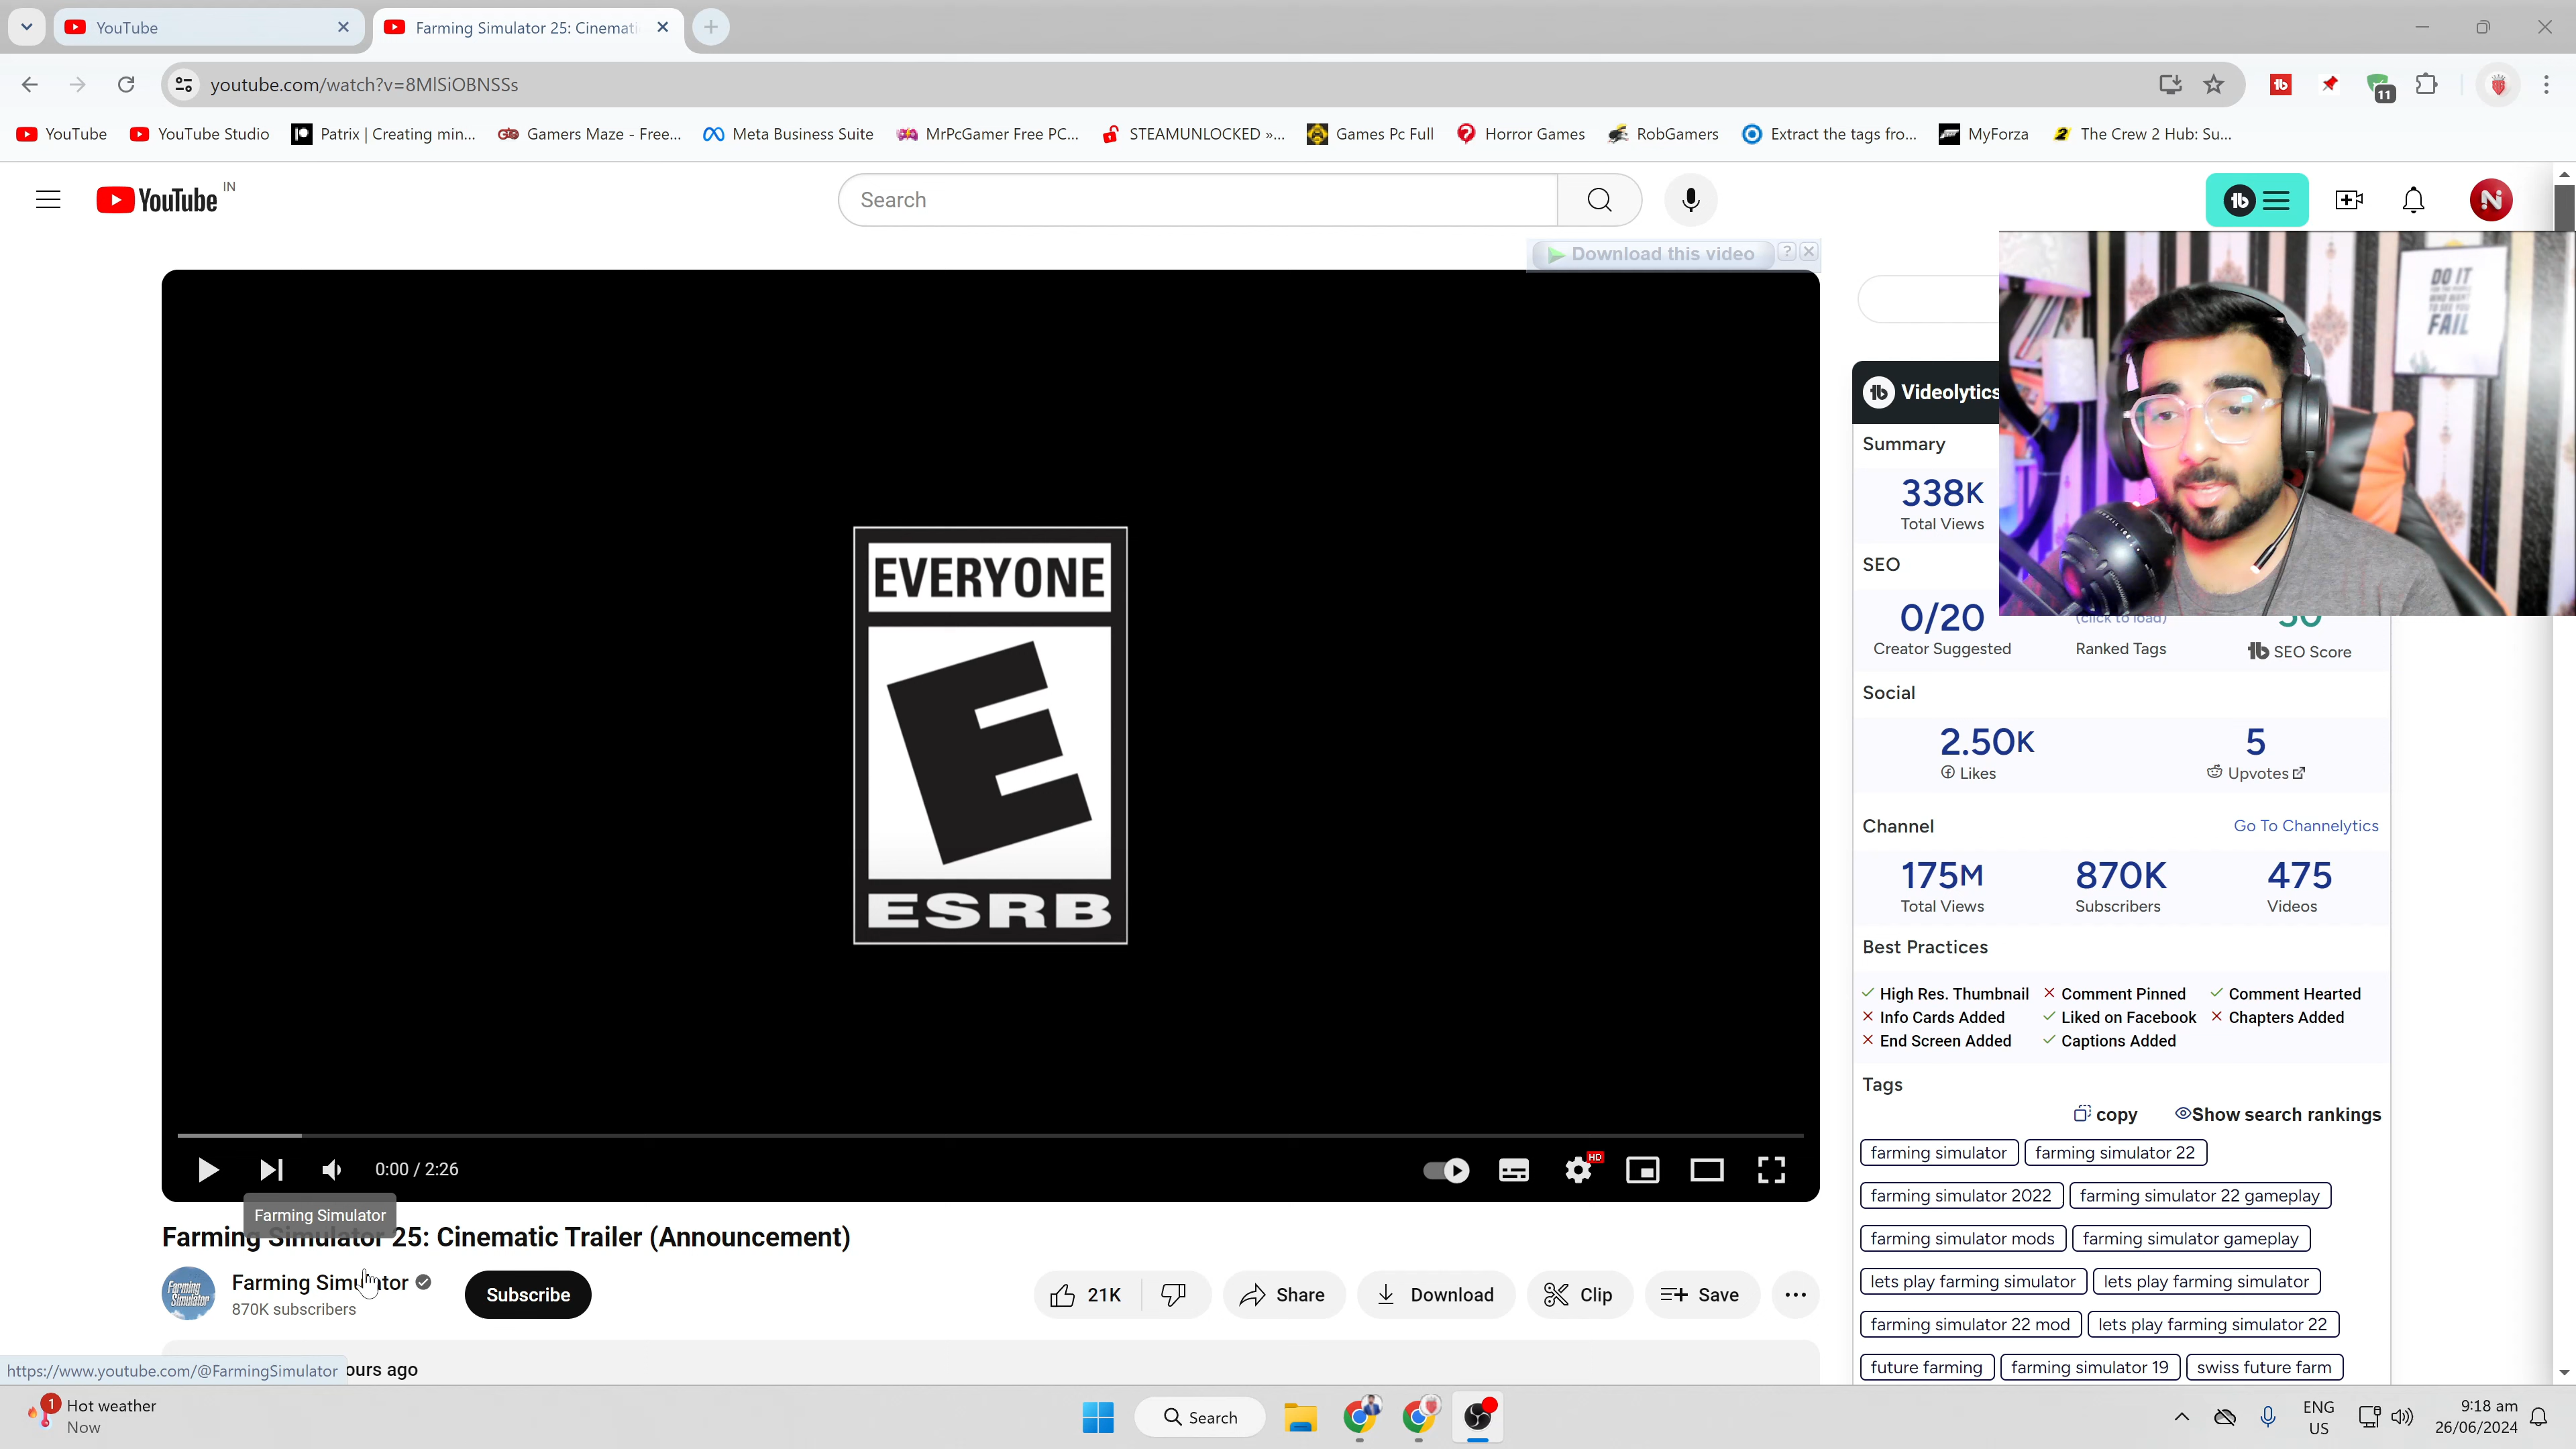 YouTube
Farming Simulator 25: Cinemati
youtube.com/watch?v=8MlSiOBNSSs
11
YouTube
YouTube Studio
Patrix | Creating min...
Gamers Maze - Free...
Meta Business Suite
MrPcGamer Free PC...
STEAMUNLOCKED »...
Games Pc Full
Horror Games
RobGamers
Extract the tags fro...
MyForza
The Crew 2 Hub: Su...
YouTube IN
Search
Download this video
DO IT
FAIL
EVERYONE
E
ESRB
Videolytics
Summary
338K
Total Views
SEO
0/20
Creator Suggested
(click to load)
Ranked Tags
SEO Score
Social
2.50K
Likes
5
Upvotes
Channel
Go To Channelytics
175M
Total Views
870K
Subscribers
475
Videos
Best Practices
High Res. Thumbnail
Comment Pinned
Comment Hearted
Info Cards Added
Liked on Facebook
Chapters Added
End Screen Added
Captions Added
Tags
copy
Show search rankings
farming simulator
farming simulator 22
farming simulator 2022
farming simulator 22 gameplay
farming simulator mods
farming simulator gameplay
lets play farming simulator
lets play farming simulator
farming simulator 22 mod
lets play farming simulator 22
future farming
farming simulator 19
swiss future farm
0:00 / 2:26
HD
Farming Simulator
Farming Simulator 25: Cinematic Trailer (Announcement)
Farming Simulator
870K subscribers
Subscribe
21K
Share
Download
Clip
Save
ours ago
https://www.youtube.com/@FarmingSimulator
1
Hot weather
Now
Search
ENG
US
9:18 am
26/06/2024